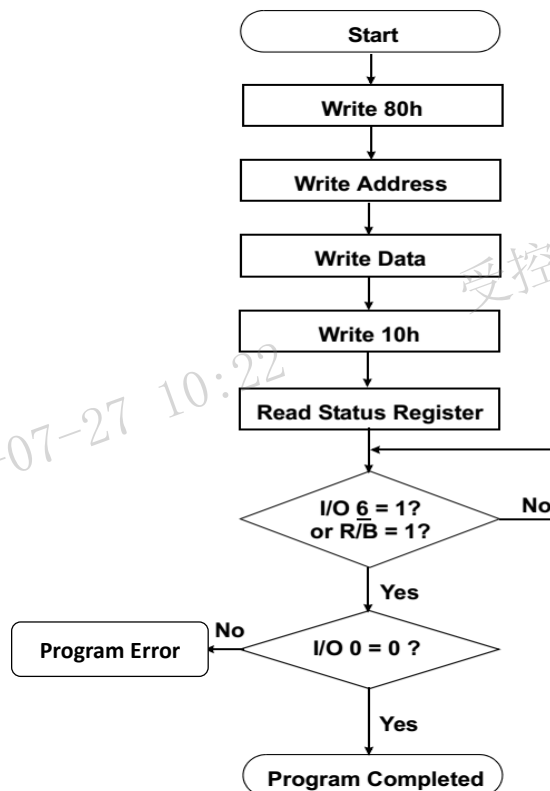 Start
Write 80h
Write Address
Write Data
受控
Write 10h
-07-27 10:22
Read Status Register
I/O 6 = 1?
or R/B̅ = 1?
No
Yes
No
Program Error
I/O 0 = 0 ?
Yes
Program Completed